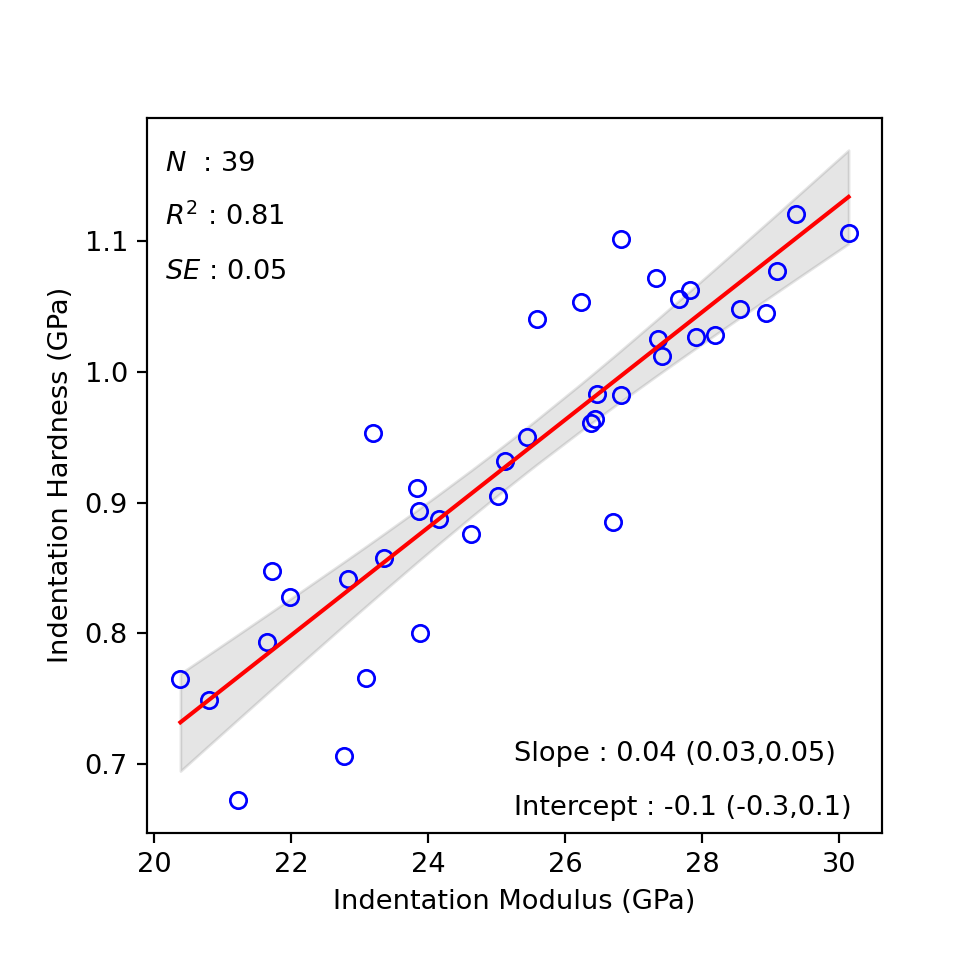 N : 39
R² : 0.81
SE : 0.05
1.1
1.0
0.9
0.8
0.7
Indentation Hardness (GPa)
Slope : 0.04 (0.03,0.05)
Intercept : -0.1 (-0.3,0.1)
20 22 24 26 28 30
Indentation Modulus (GPa)